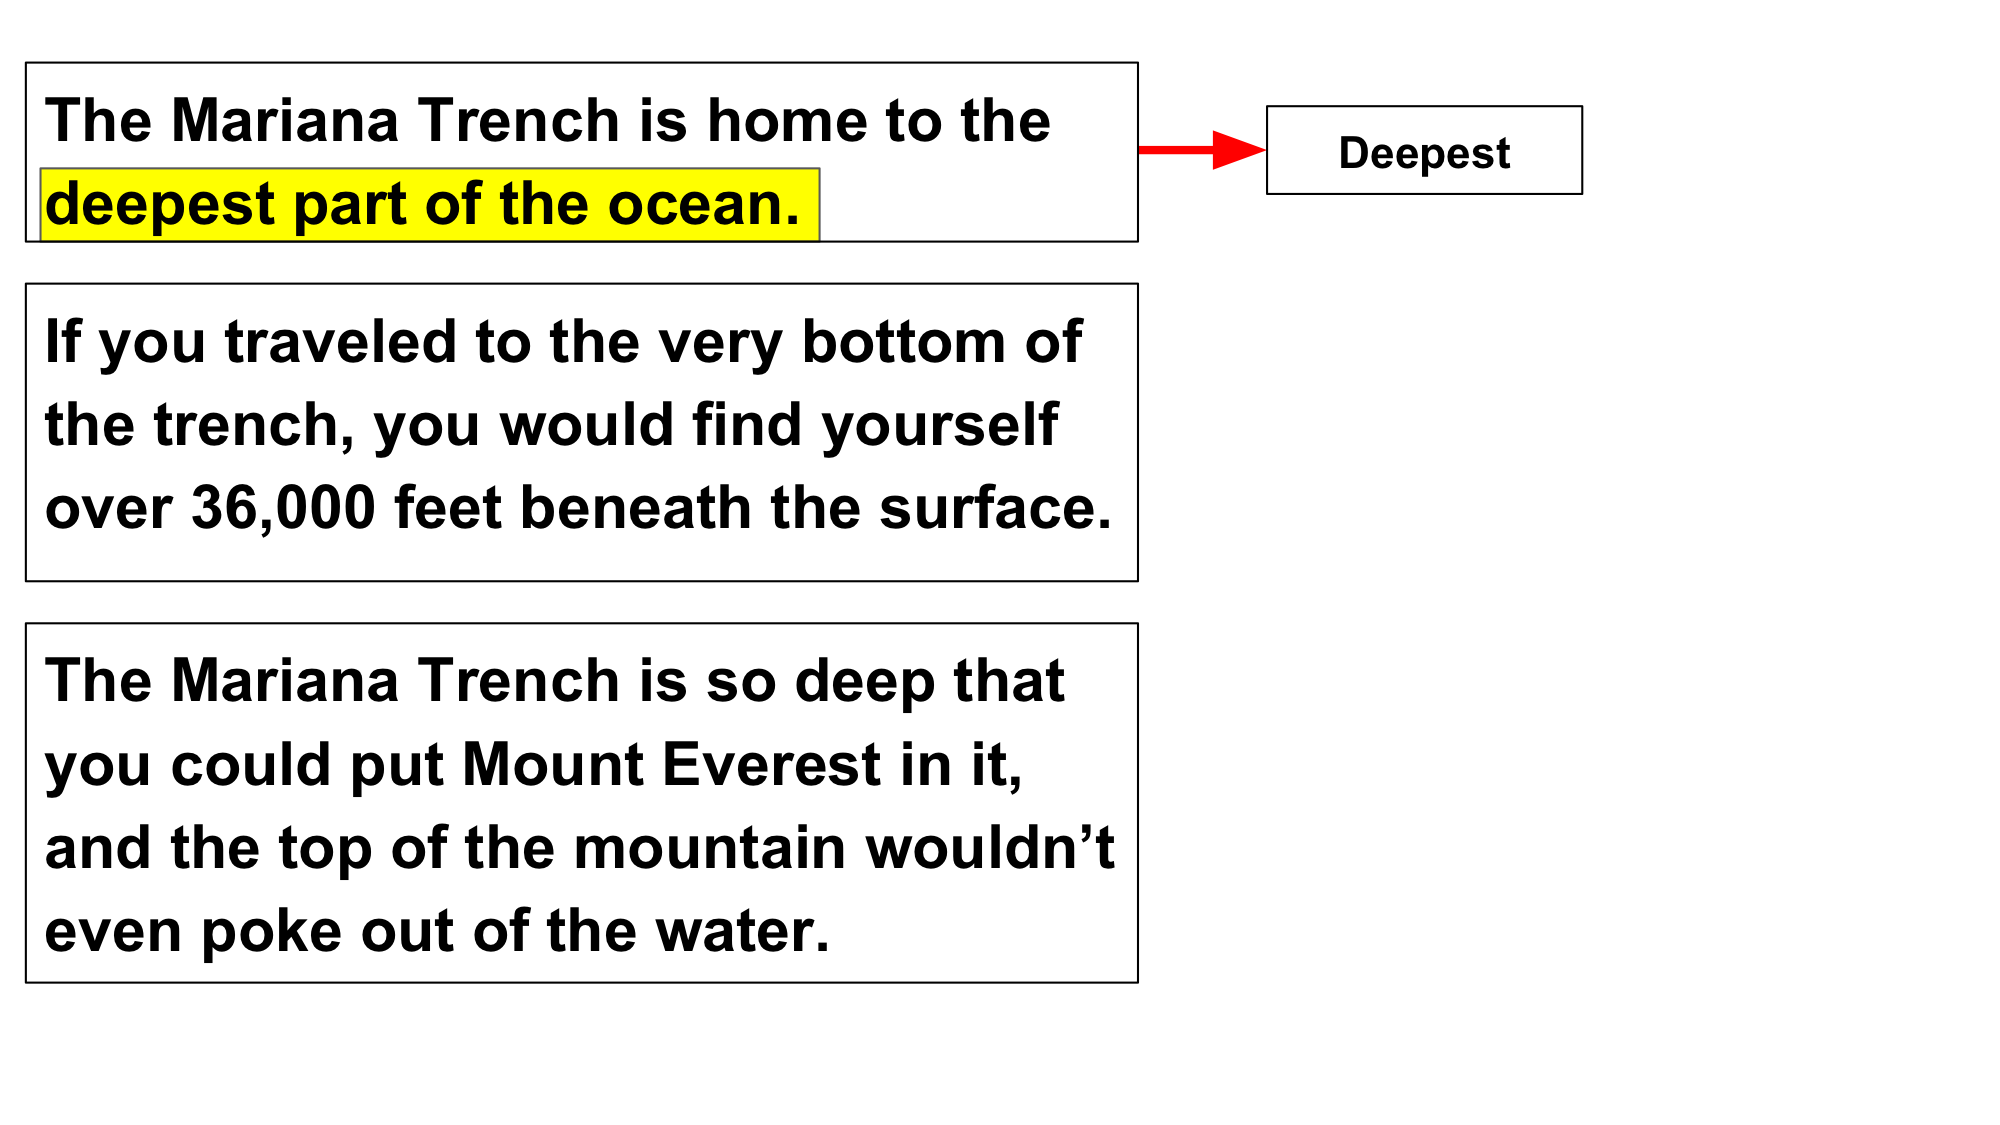 The Mariana Trench is home to the
deepest part of the ocean.
Deepest
If you traveled to the very bottom of
the trench, you would find yourself
over 36,000 feet beneath the surface.
The Mariana Trench is so deep that
you could put Mount Everest in it,
and the top of the mountain wouldn’t
even poke out of the water.